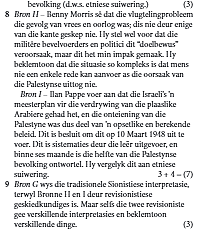 bevolking (d.w.s. etniese suiwering.) (3)
8 Bron H – Benny Morris sê dat die vlugtelingprobleem
die gevolg van vrees en oorlog was; dis nie deur enige
van die kante geskep nie. Hy stel wel voor dat die
militêre bevelvoerders en politici dit “doelbewus”
veroorsaak, maar dit het min impak gemaak. Hy
beklemtoon dat die situasie so kompleks is dat mens
nie een enkele rede kan aanvoer as die oorsaak van
die Palestynse uittog nie.
Bron I – Ilan Pappe voer aan dat die Israeli’s ’n
meesterplan vir die verdrywing van die plaaslike
Arabiere gehad het, en die onteiening van die
Palestyne was dus deel van ’n opsetlike en berekende
beleid. Dit is besluit om dit op 10 Maart 1948 uit te
voer. Dit is sistematies deur die leër uitgevoer, en
binne ses maande is die helfte van die Palestynse
bevolking ontwortel. Hy vergelyk dit aan etniese
suiwering. 3 + 4 – (7)
9 Bron G wys die tradisionele Sionistiese interpretasie,
terwyl Bronne H en I deur revisionistiese
geskiedkundiges is. Maar selfs die twee revisioniste
gee verskillende interpretasies en beklemtoon
verskillende dinge. (3)